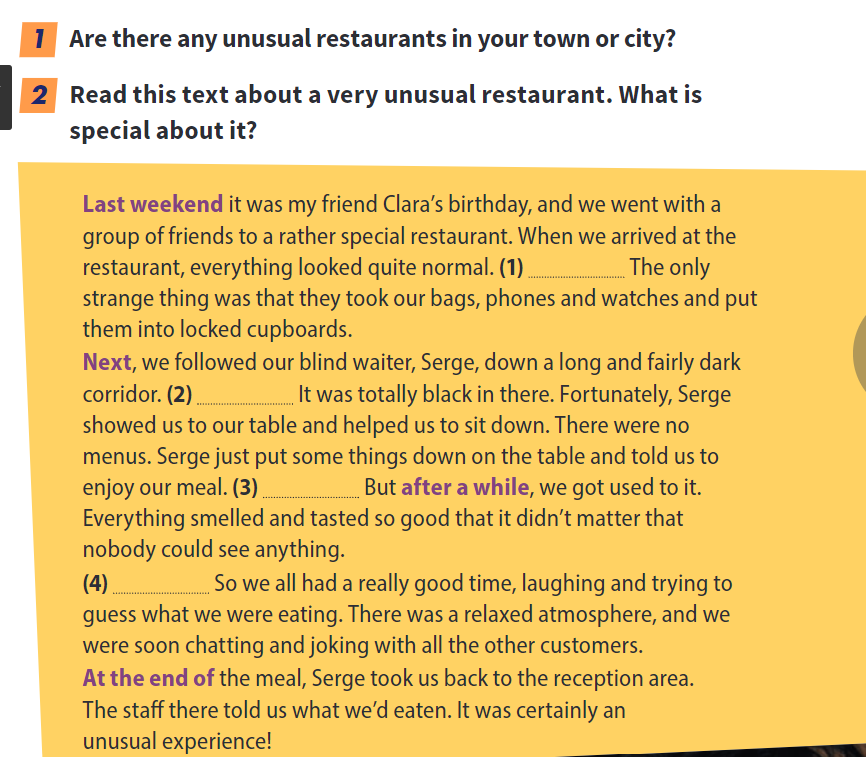 1 Are there any unusual restaurants in your town or city?
2 Read this text about a very unusual restaurant. What is
special about it?
Last weekend it was my friend Clara's birthday, and we went with a
group of friends to a rather special restaurant. When we arrived at the
restaurant, everything looked quite normal. (1) ____________ The only
strange thing was that they took our bags, phones and watches and put
them into locked cupboards.
Next, we followed our blind waiter, Serge, down a long and fairly dark
corridor. (2) ____________ It was totally black in there. Fortunately, Serge
showed us to our table and helped us to sit down. There were no
menus. Serge just put some things down on the table and told us to
enjoy our meal. (3) ____________ But after a while, we got used to it.
Everything smelled and tasted so good that it didn't matter that
nobody could see anything.
(4) ____________ So we all had a really good time, laughing and trying to
guess what we were eating. There was a relaxed atmosphere, and we
were soon chatting and joking with all the other customers.
At the end of the meal, Serge took us back to the reception area.
The staff there told us what we'd eaten. It was certainly an
unusual experience!